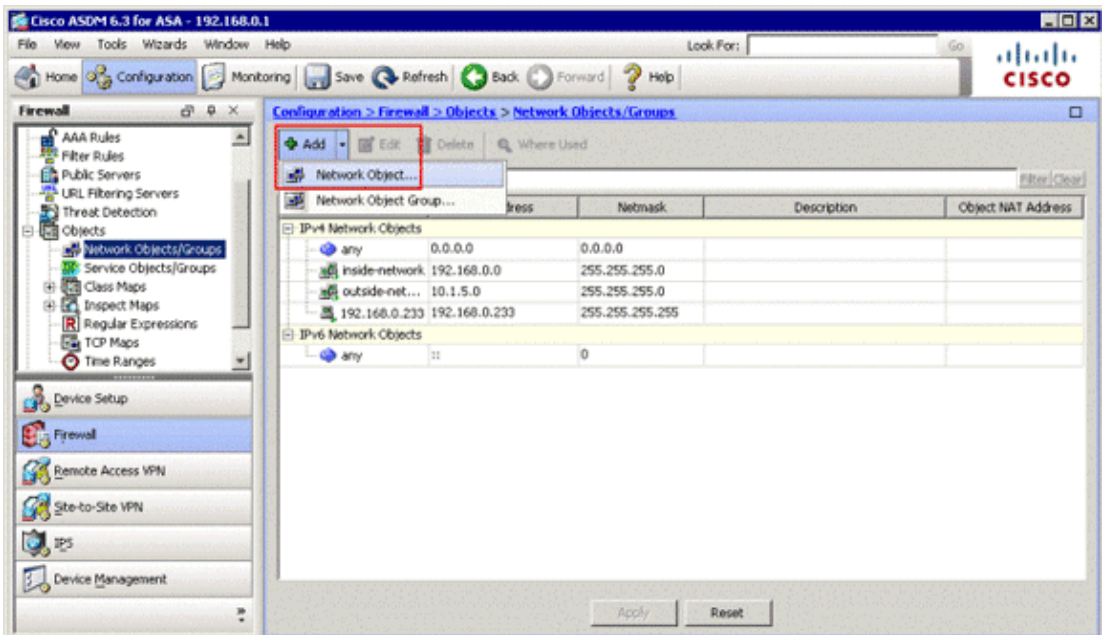 Cisco ASDM 6.3 for ASA - 192.168.0.1
File View Tools Wizards Window Help Look For: Go
Home Configuration Monitoring Save Refresh Back Forward Help
CISCO
Firewall
AAA Rules
Filter Rules
Public Servers
URL Filtering Servers
Threat Detection
Objects
Network Objects/Groups
Service Objects/Groups
Class Maps
Inspect Maps
Regular Expressions
TCP Maps
Time Ranges
Device Setup
Firewall
Remote Access VPN
Site-to-Site VPN
IPS
Device Management
Configuration > Firewall > Objects > Network Objects/Groups
Add Edit Delete Where Used
Network Object...
Filter Clear
Network Object Group...
dress Netmask Description Object NAT Address
IPv4 Network Objects
any 0.0.0.0 0.0.0.0
inside-network 192.168.0.0 255.255.255.0
outside-net... 10.1.5.0 255.255.255.0
192.168.0.233 192.168.0.233 255.255.255.255
IPv6 Network Objects
any :: 0
Apply Reset